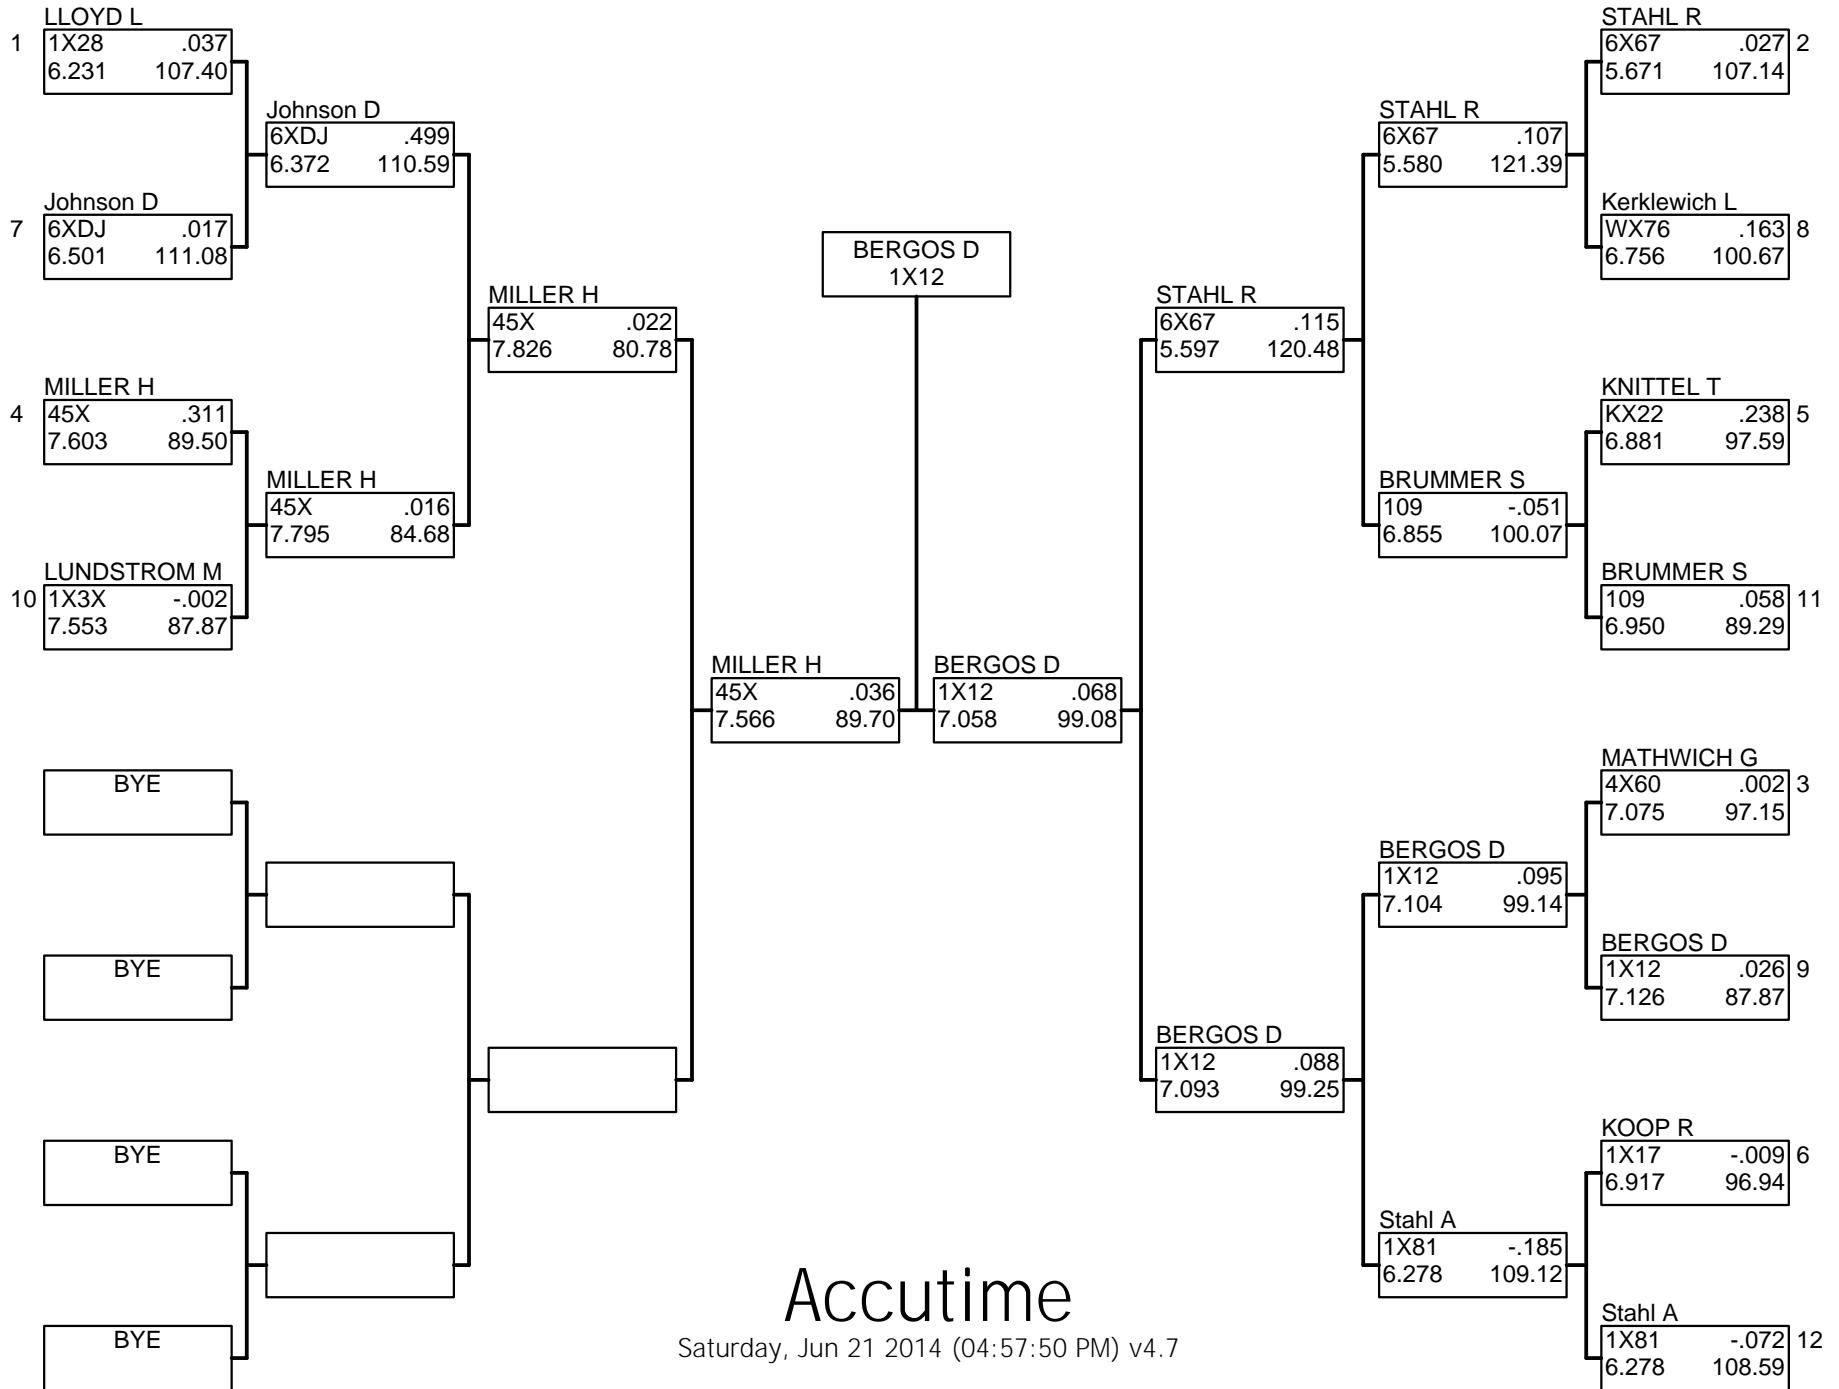 LLOYD L
1 1X28 .037
6.231 107.40
Johnson D
7 6XDJ .017
6.501 111.08
MILLER H
4 45X .311
7.603 89.50
LUNDSTROM M
10 1X3X -.002
7.553 87.87
BYE
BYE
BYE
BYE
Johnson D
6XDJ .499
6.372 110.59
MILLER H
45X .016
7.795 84.68
MILLER H
45X .022
7.826 80.78
MILLER H
45X .036
7.566 89.70
BERGOS D
1X12
BERGOS D
1X12 .068
7.058 99.08
STAHL R
6X67 .115
5.597 120.48
BERGOS D
1X12 .088
7.093 99.25
STAHL R
6X67 .107
5.580 121.39
BRUMMER S
109 -.051
6.855 100.07
BERGOS D
1X12 .095
7.104 99.14
Stahl A
1X81 -.185
6.278 109.12
STAHL R
6X67 .027 2
5.671 107.14
Kerklewich L
WX76 .163 8
6.756 100.67
KNITTEL T
KX22 .238 5
6.881 97.59
BRUMMER S
109 .058 11
6.950 89.29
MATHWICH G
4X60 .002 3
7.075 97.15
BERGOS D
1X12 .026 9
7.126 87.87
KOOP R
1X17 -.009 6
6.917 96.94
Stahl A
1X81 -.072 12
6.278 108.59
Accutime
Saturday, Jun 21 2014 (04:57:50 PM) v4.7